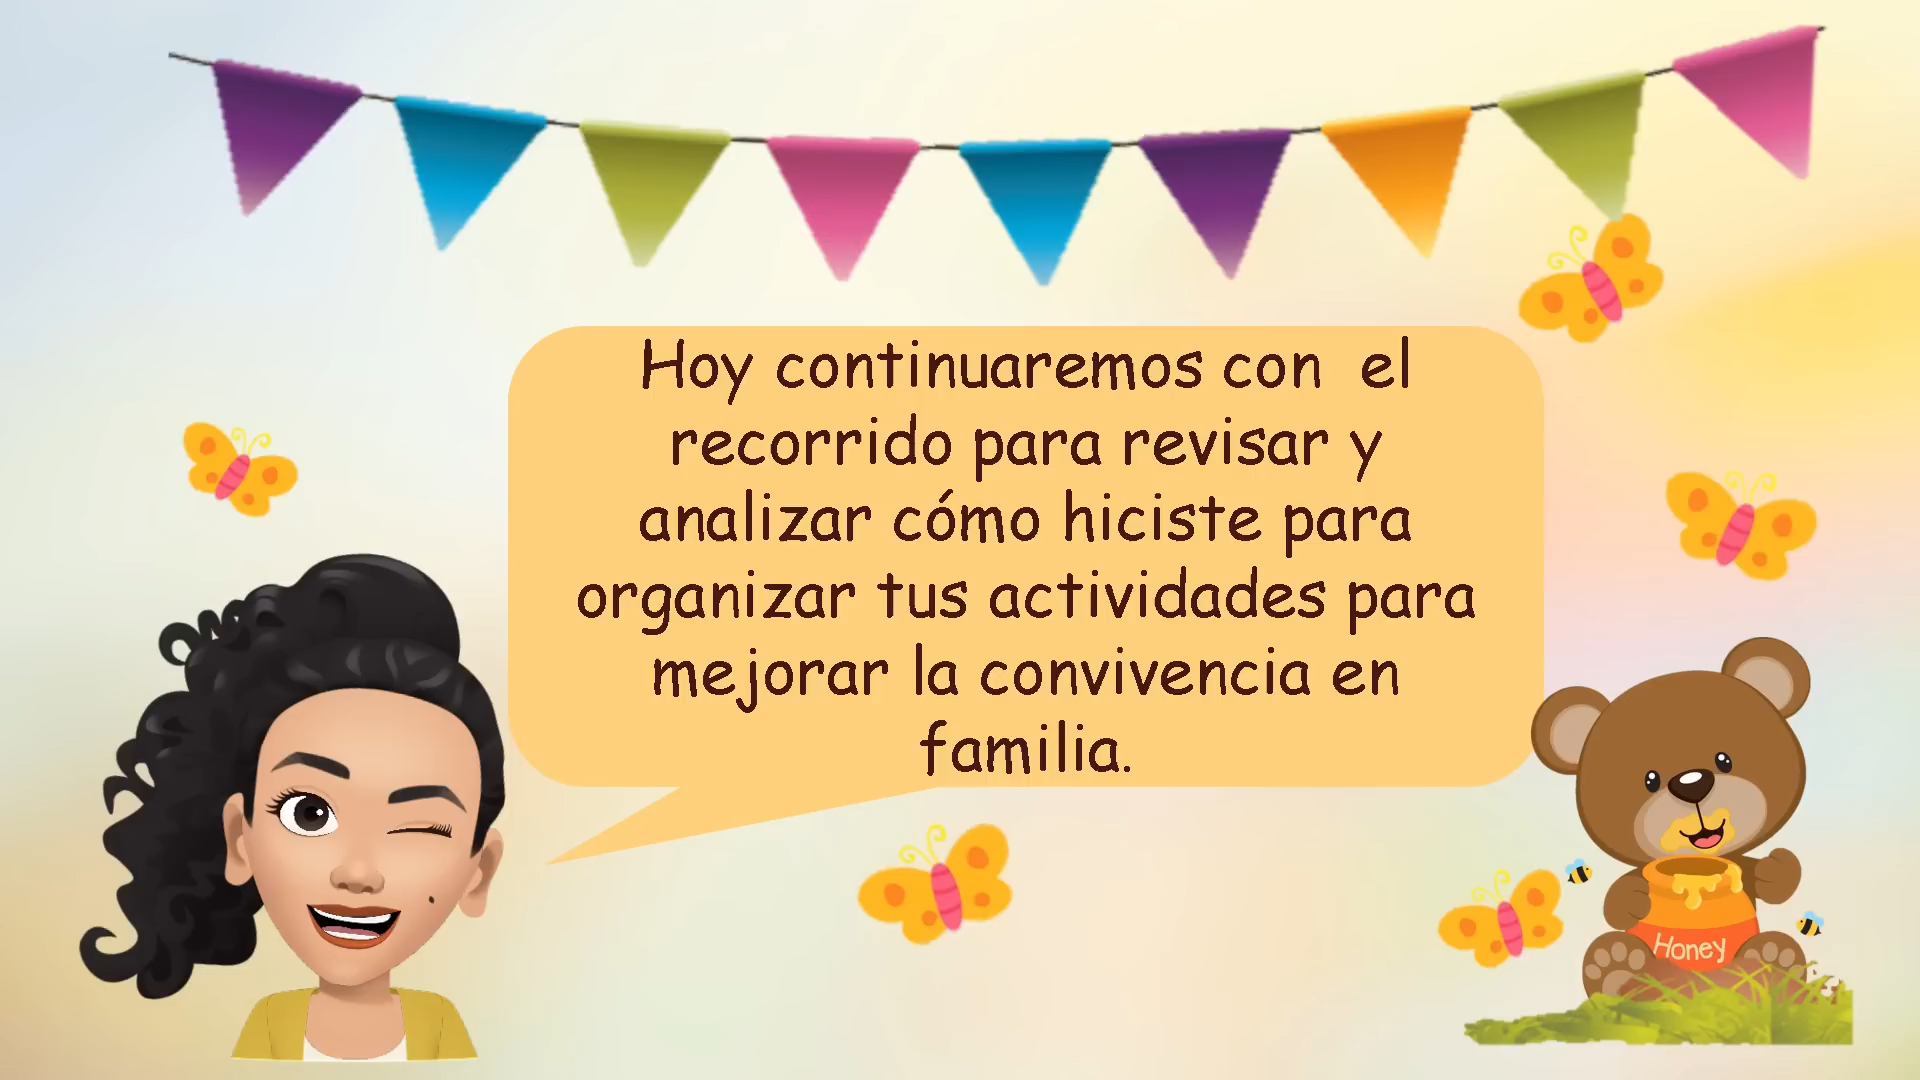 Hoy continuaremos con  el
recorrido para revisar y
analizar cómo hiciste para
organizar tus actividades para
mejorar la convivencia en
familia.
Honey